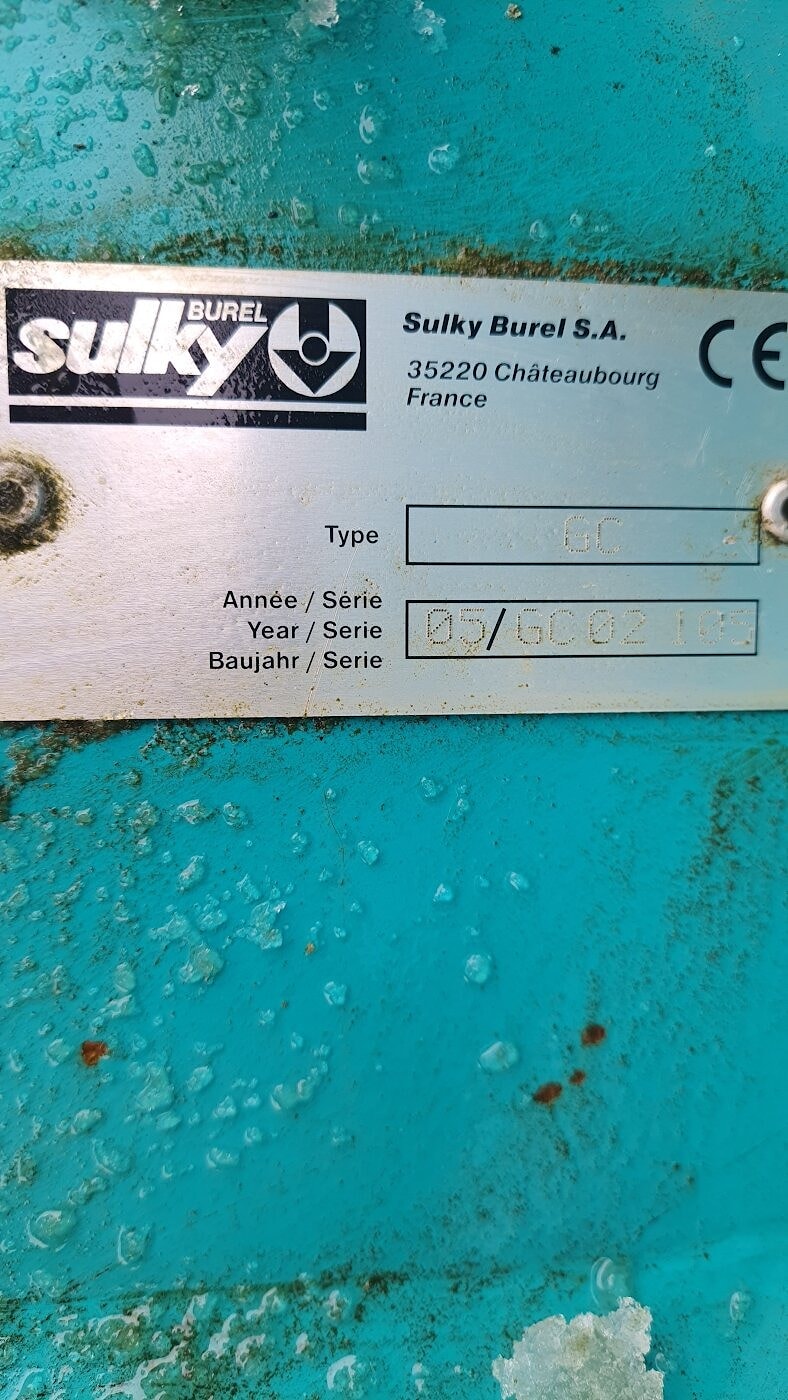 sulky BUREL
Sulky Burel S.A.
35220 Châteaubourg
France
CE
Type GC
Année / Série
Year / Serie 05/GC02 105
Baujahr / Serie